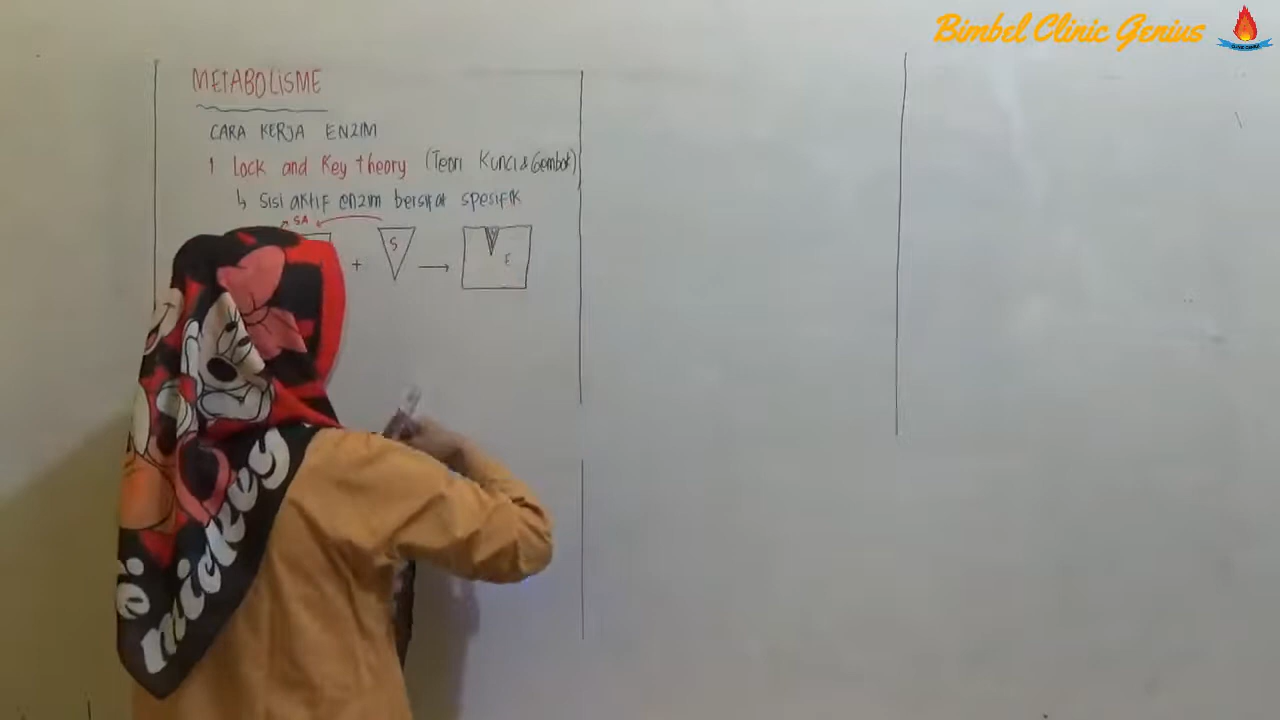 Bimbel Clinic Genius
METABOLISME
CARA KERJA ENZIM
1 Lock and Key theory (Teori Kunci & Gembok)
↳ Sisi aktif enzim bersifat spesifik
SA
+ S → E
mickey